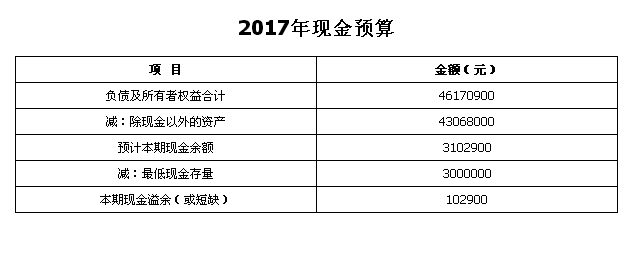 2017年现金预算
项 目 金额（元）
负债及所有者权益合计 46170900
减：除现金以外的资产 43068000
预计本期现金余额 3102900
减：最低现金存量 3000000
本期现金溢余（或短缺） 102900